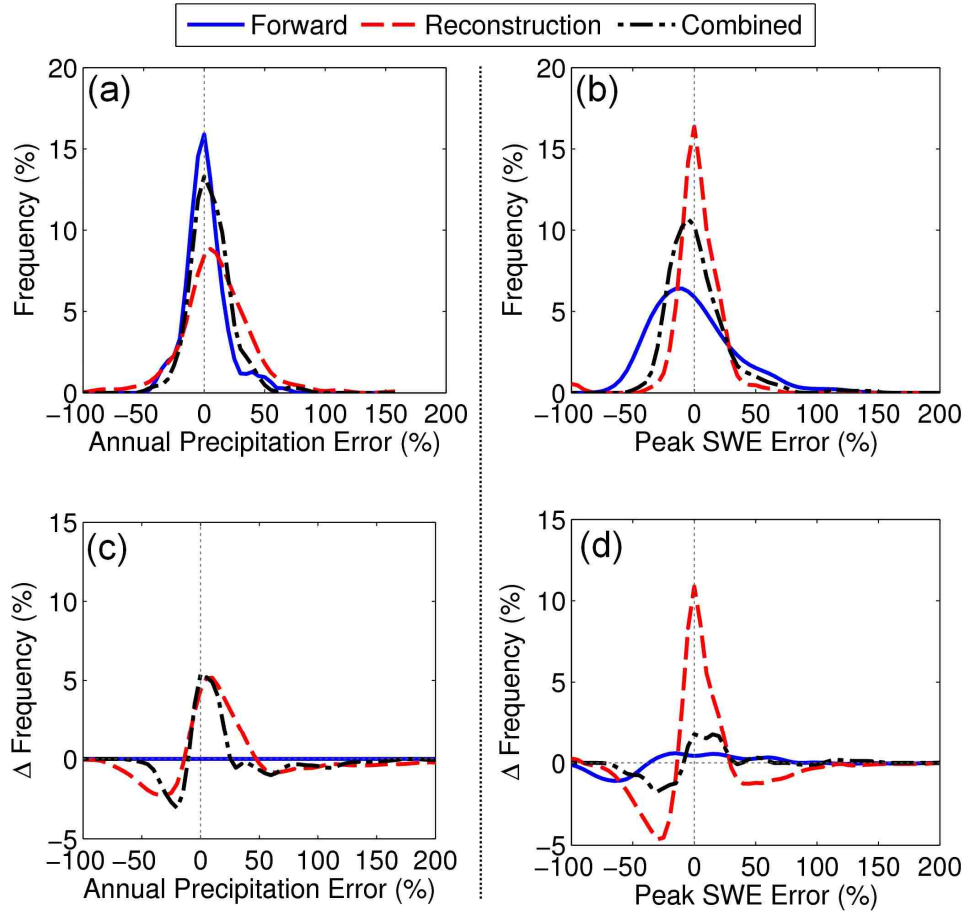 Forward Reconstruction Combined
(a)
20
15
10
5
0
Frequency (%)
−100 −50 0 50 100 150 200
Annual Precipitation Error (%)
(b)
20
15
10
5
0
Frequency (%)
−100 −50 0 50 100 150 200
Peak SWE Error (%)
(c)
15
10
5
0
−5
Δ Frequency (%)
−100 −50 0 50 100 150 200
Annual Precipitation Error (%)
(d)
15
10
5
0
−5
Δ Frequency (%)
−100 −50 0 50 100 150 200
Peak SWE Error (%)